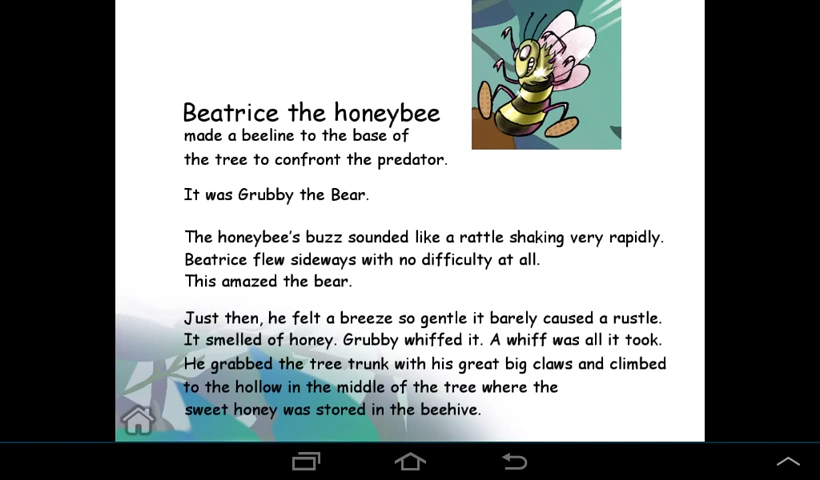 Beatrice the honeybee
made a beeline to the base of
the tree to confront the predator.
It was Grubby the Bear.
The honeybee's buzz sounded like a rattle shaking very rapidly.
Beatrice flew sideways with no difficulty at all.
This amazed the bear.
Just then, he felt a breeze so gentle it barely caused a rustle.
It smelled of honey. Grubby whiffed it. A whiff was all it took.
He grabbed the tree trunk with his great big claws and climbed
to the hollow in the middle of the tree where the
sweet honey was stored in the beehive.